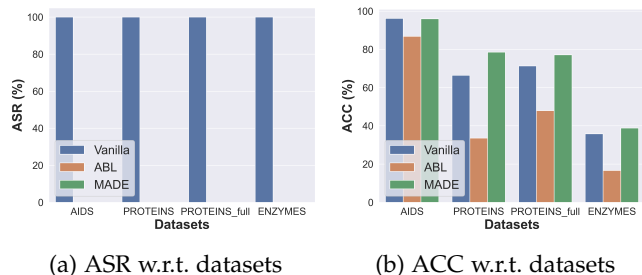 100
80
60
40
20
0
ASR (%)
Vanilla
ABL
MADE
AIDS PROTEINS PROTEINS_full ENZYMES
Datasets
(a) ASR w.r.t. datasets
100
80
60
40
20
0
ACC (%)
Vanilla
ABL
MADE
AIDS PROTEINS PROTEINS_full ENZYMES
Datasets
(b) ACC w.r.t. datasets